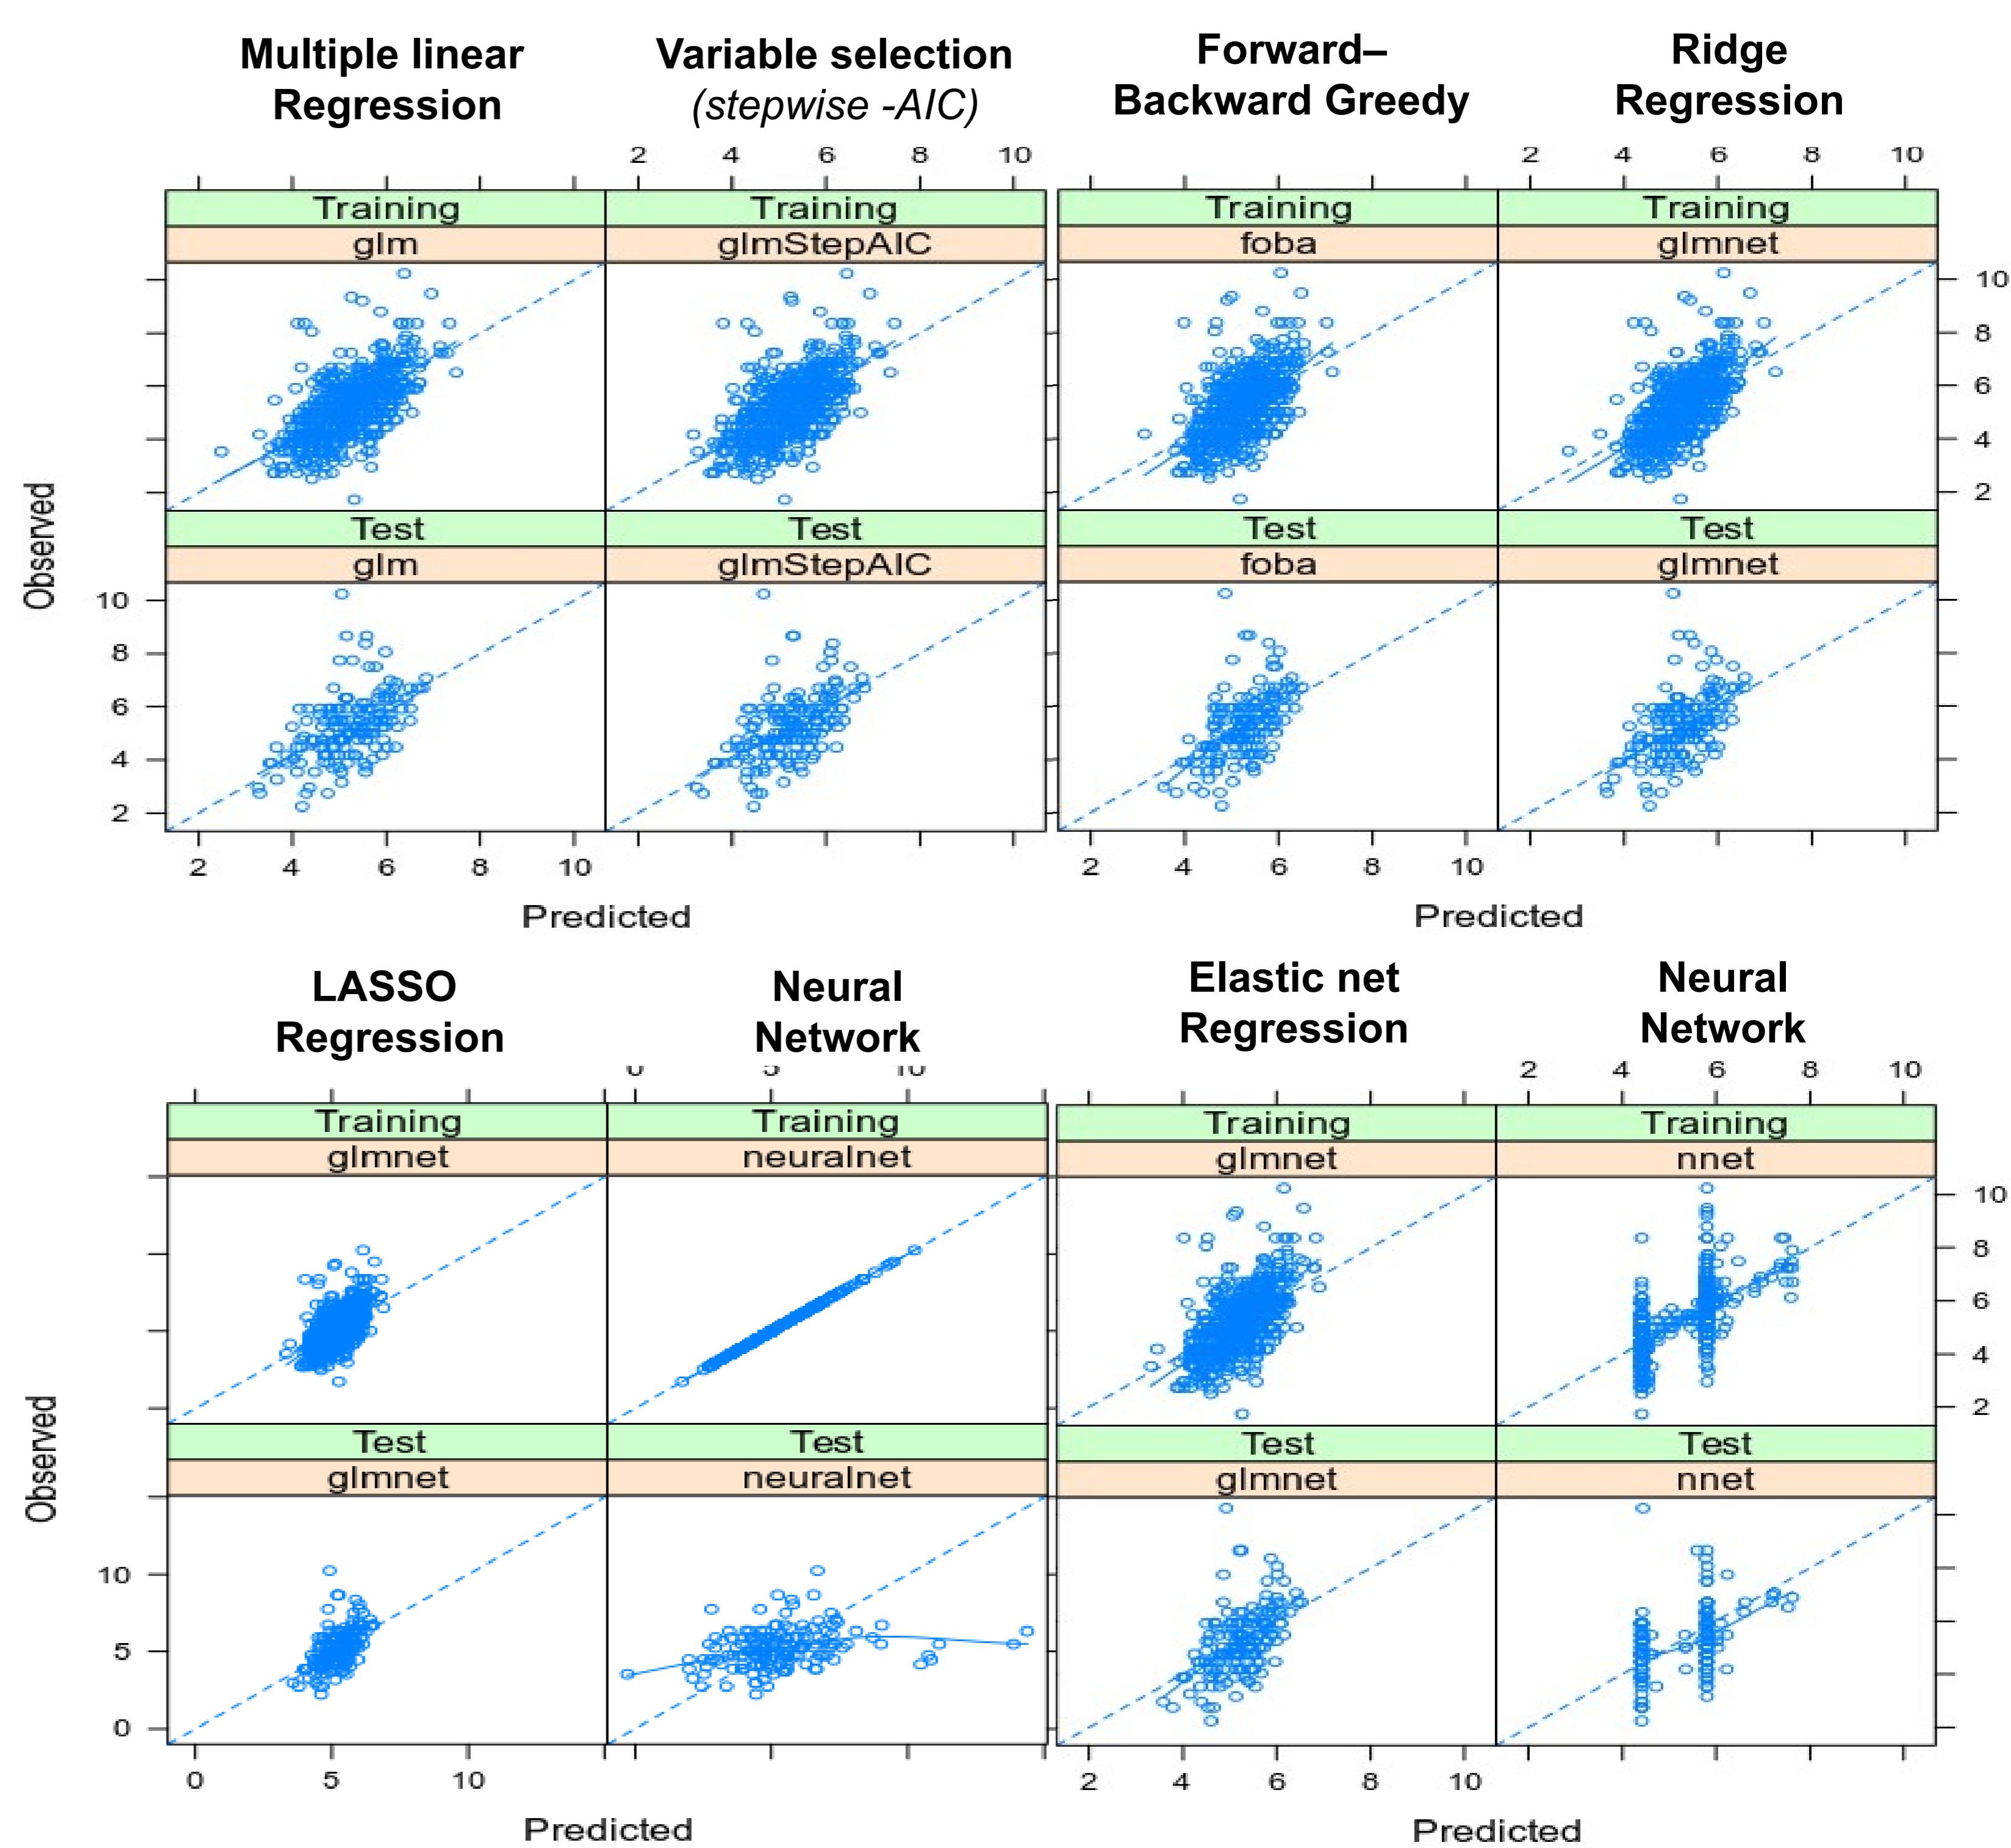 Multiple linear
Regression
Variable selection
(stepwise -AIC)
Forward–
Backward Greedy
Ridge
Regression
2 4 6 8 10
2 4 6 8 10
Training
Training
Training
Training
glm
glmStepAIC
foba
glmnet
10
8
6
4
2
Observed
Test
Test
Test
Test
glm
glmStepAIC
foba
glmnet
10
8
6
4
2
2 4 6 8 10
2 4 6 8 10
Predicted
Predicted
LASSO
Regression
Neural
Network
Elastic net
Regression
Neural
Network
0 5 10
2 4 6 8 10
Training
Training
Training
Training
glmnet
neuralnet
glmnet
nnet
10
8
6
4
2
Observed
Test
Test
Test
Test
glmnet
neuralnet
glmnet
nnet
10
5
0
0 5 10
2 4 6 8 10
Predicted
Predicted